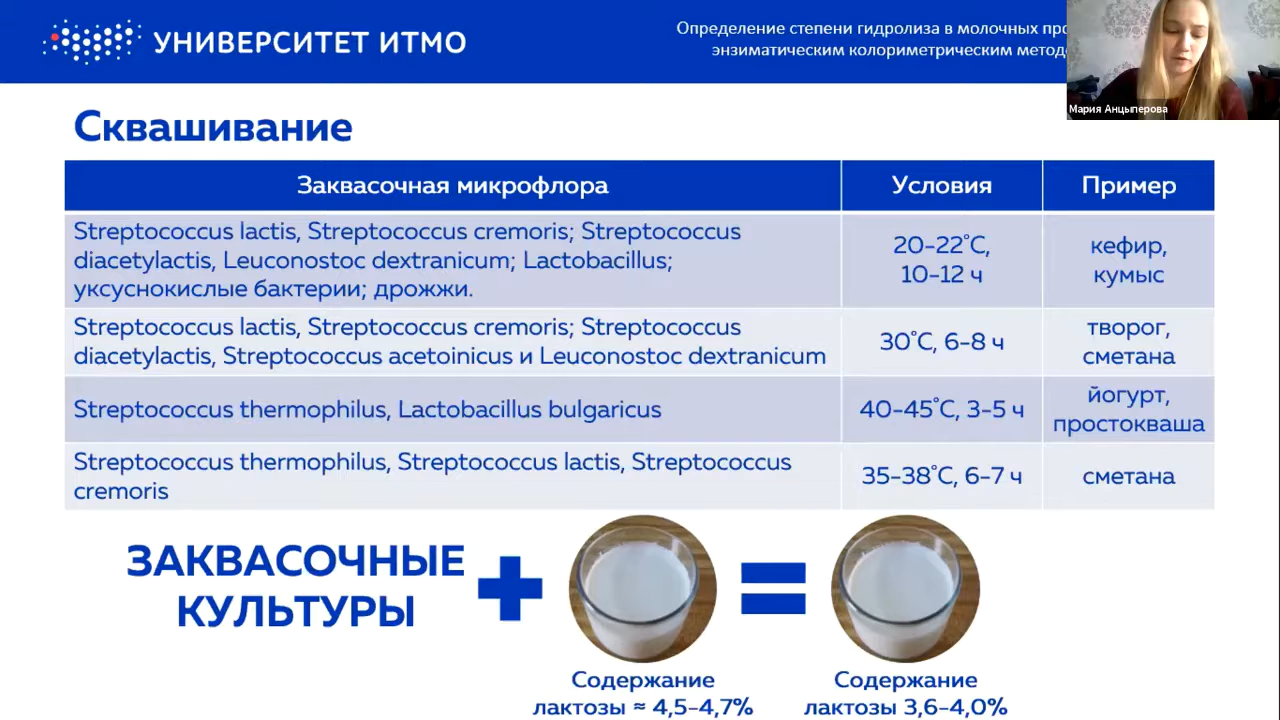 УНИВЕРСИТЕТ ИТМО
Определение степени гидролиза в молочных
энзиматическим колориметрическим
Мария Анцыперова
Сквашивание
Заквасочная микрофлора
Условия
Пример
Streptococcus lactis, Streptococcus cremoris; Streptococcus
diacetylactis, Leuconostoc dextranicum; Lactobacillus;
уксуснокислые бактерии; дрожжи.
20-22°C,
10-12 ч
кефир,
кумыс
Streptococcus lactis, Streptococcus cremoris; Streptococcus
diacetylactis, Streptococcus acetoinicus и Leuconostoc dextranicum
30°C, 6-8 ч
творог,
сметана
Streptococcus thermophilus, Lactobacillus bulgaricus
40-45°C, 3-5 ч
йогурт,
простокваша
Streptococcus thermophilus, Streptococcus lactis, Streptococcus
cremoris
35-38°C, 6-7 ч
сметана
ЗАКВАСОЧНЫЕ
КУЛЬТУРЫ
Содержание
лактозы ≈ 4,5-4,7%
Содержание
лактозы 3,6-4,0%